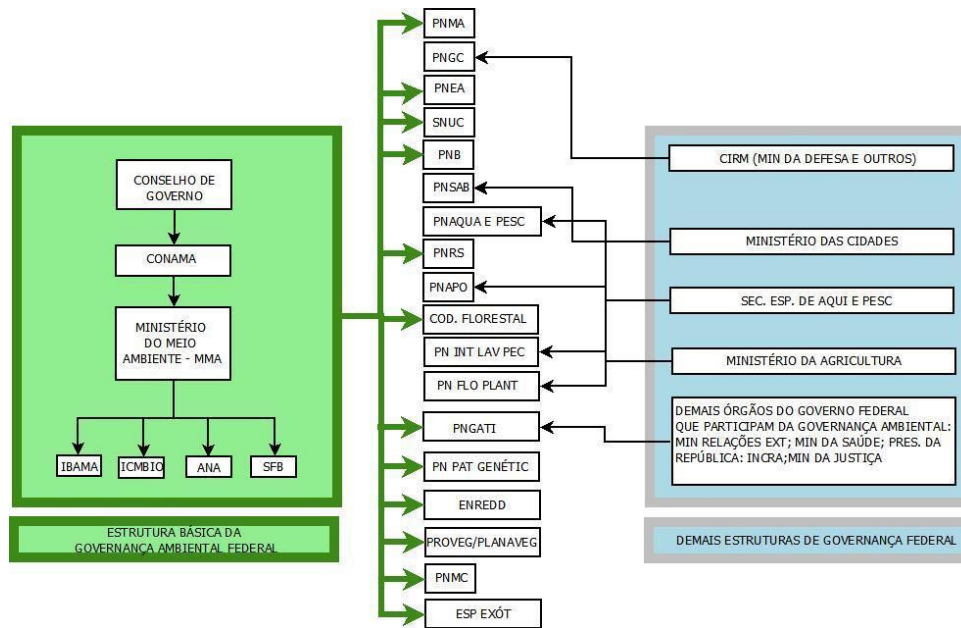 CONSELHO DE
GOVERNO
CONAMA
MINISTÉRIO
DO MEIO
AMBIENTE - MMA
IBAMA
ICMBIO
ANA
SFB
ESTRUTURA BÁSICA DA
GOVERNANÇA AMBIENTAL FEDERAL
PNMA
PNGC
PNEA
SNUC
PNB
PNSAB
PNAQUA E PESC
PNRS
PNAPO
COD. FLORESTAL
PN INT LAV PEC
PN FLO PLANT
PNGATI
PN PAT GENÉTIC
ENREDD
PROVEG/PLANAVEG
PNMC
ESP EXÓT
CIRM (MIN DA DEFESA E OUTROS)
MINISTÉRIO DAS CIDADES
SEC. ESP. DE AQUI E PESC
MINISTÉRIO DA AGRICULTURA
DEMAIS ÓRGÃOS DO GOVERNO FEDERAL
QUE PARTICIPAM DA GOVERNANÇA AMBIENTAL:
MIN RELAÇÕES EXT; MIN DA SAÚDE; PRES. DA
REPÚBLICA: INCRA;MIN DA JUSTIÇA
DEMAIS ESTRUTURAS DE GOVERNANÇA FEDERAL